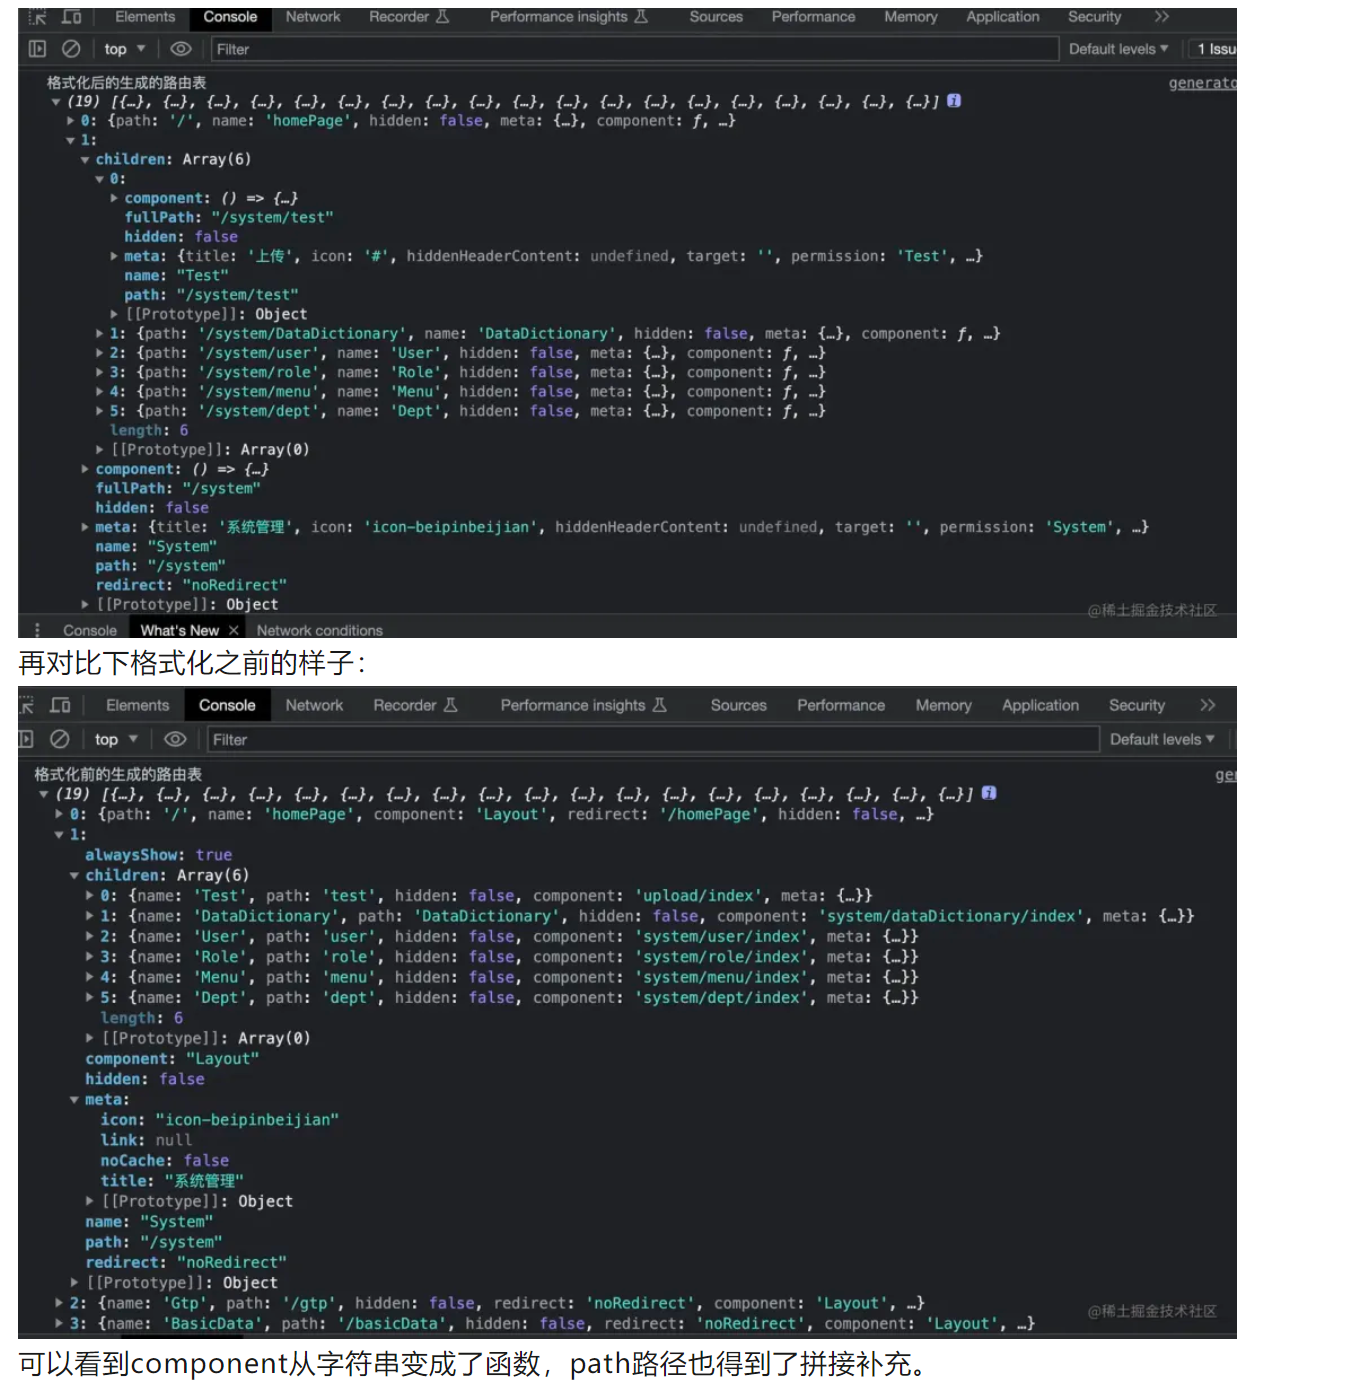 Elements Console Network Recorder Performance insights Sources Performance Memory Application Security >>
top ▼ Filter Default levels ▼ 1 Issu
格式化后的生成的路由表 generato
▼ (19) [{…}, {…}, {…}, {…}, {…}, {…}, {…}, {…}, {…}, {…}, {…}, {…}, {…}, {…}, {…}, {…}, {…}, {…}, {…}] i
▶ 0: {path: '/', name: 'homePage', hidden: false, meta: {…}, component: ƒ, …}
▼ 1:
▼ children: Array(6)
▼ 0:
▶ component: () => {…}
fullPath: "/system/test"
hidden: false
▶ meta: {title: '上传', icon: '#', hiddenHeaderContent: undefined, target: '', permission: 'Test', …}
name: "Test"
path: "/system/test"
▶ [[Prototype]]: Object
▶ 1: {path: '/system/DataDictionary', name: 'DataDictionary', hidden: false, meta: {…}, component: ƒ, …}
▶ 2: {path: '/system/user', name: 'User', hidden: false, meta: {…}, component: ƒ, …}
▶ 3: {path: '/system/role', name: 'Role', hidden: false, meta: {…}, component: ƒ, …}
▶ 4: {path: '/system/menu', name: 'Menu', hidden: false, meta: {…}, component: ƒ, …}
▶ 5: {path: '/system/dept', name: 'Dept', hidden: false, meta: {…}, component: ƒ, …}
length: 6
▶ [[Prototype]]: Array(0)
▶ component: () => {…}
fullPath: "/system"
hidden: false
▶ meta: {title: '系统管理', icon: 'icon-beipinbeijian', hiddenHeaderContent: undefined, target: '', permission: 'System', …}
name: "System"
path: "/system"
redirect: "noRedirect"
▶ [[Prototype]]: Object
@稀土掘金技术社区
Console What's New × Network conditions
再对比下格式化之前的样子：
Elements Console Network Recorder Performance insights Sources Performance Memory Application Security >>
top ▼ Filter Default levels ▼
格式化前的生成的路由表 ger
▼ (19) [{…}, {…}, {…}, {…}, {…}, {…}, {…}, {…}, {…}, {…}, {…}, {…}, {…}, {…}, {…}, {…}, {…}, {…}, {…}] i
▶ 0: {path: '/', name: 'homePage', component: 'Layout', redirect: '/homePage', hidden: false, …}
▼ 1:
alwaysShow: true
▼ children: Array(6)
▶ 0: {name: 'Test', path: 'test', hidden: false, component: 'upload/index', meta: {…}}
▶ 1: {name: 'DataDictionary', path: 'DataDictionary', hidden: false, component: 'system/dataDictionary/index', meta: {…}}
▶ 2: {name: 'User', path: 'user', hidden: false, component: 'system/user/index', meta: {…}}
▶ 3: {name: 'Role', path: 'role', hidden: false, component: 'system/role/index', meta: {…}}
▶ 4: {name: 'Menu', path: 'menu', hidden: false, component: 'system/menu/index', meta: {…}}
▶ 5: {name: 'Dept', path: 'dept', hidden: false, component: 'system/dept/index', meta: {…}}
length: 6
▶ [[Prototype]]: Array(0)
component: "Layout"
hidden: false
▼ meta:
icon: "icon-beipinbeijian"
link: null
noCache: false
title: "系统管理"
▶ [[Prototype]]: Object
name: "System"
path: "/system"
redirect: "noRedirect"
▶ [[Prototype]]: Object
▶ 2: {name: 'Gtp', path: '/gtp', hidden: false, redirect: 'noRedirect', component: 'Layout', …}
▶ 3: {name: 'BasicData', path: '/basicData', hidden: false, redirect: 'noRedirect', component: 'Layout', …}
@稀土掘金技术社区
可以看到component从字符串变成了函数，path路径也得到了拼接补充。